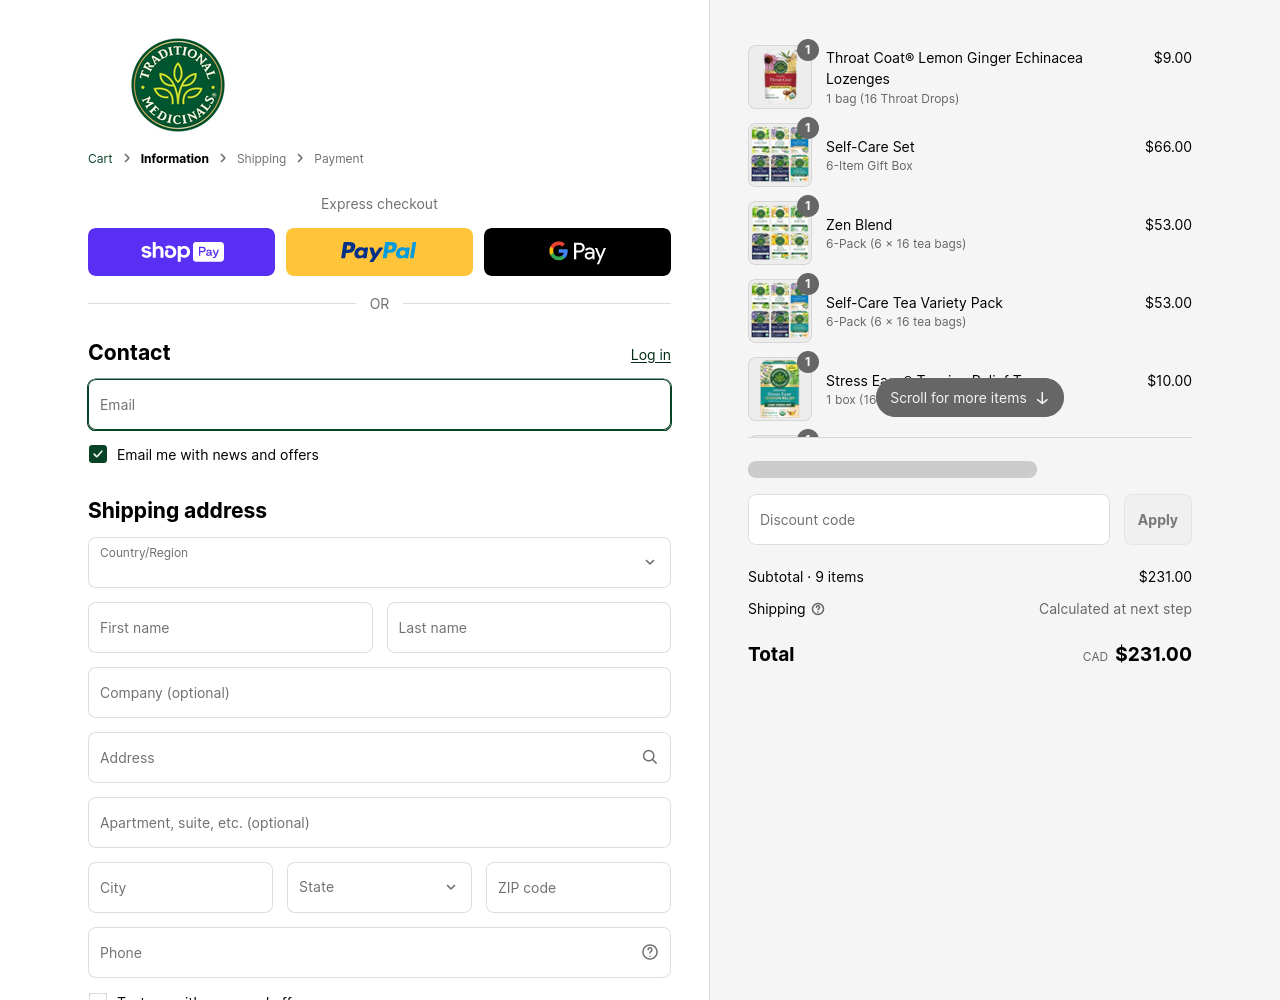 TRADITIONAL
MEDICINALS®
Cart
Information
Shipping
Payment
Express checkout
shop Pay
PayPal
G Pay
OR
Contact
Log in
Email
Email me with news and offers
Shipping address
Country/Region
First name
Last name
Company (optional)
Address
Apartment, suite, etc. (optional)
City
State
ZIP code
Phone
1
Throat Coat® Lemon Ginger Echinacea
Lozenges
1 bag (16 Throat Drops)
$9.00
1
Self-Care Set
6-Item Gift Box
$66.00
1
Zen Blend
6-Pack (6 × 16 tea bags)
$53.00
1
Self-Care Tea Variety Pack
6-Pack (6 × 16 tea bags)
$53.00
1
Stress
1 box (16
$10.00
Scroll for more items
Discount code
Apply
Subtotal · 9 items
$231.00
Shipping
Calculated at next step
Total
CAD $231.00